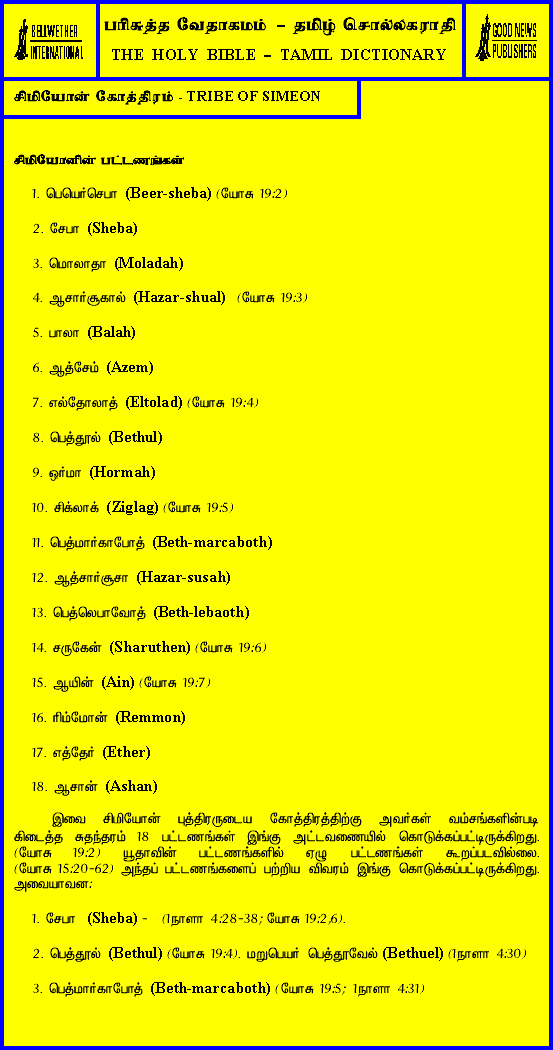 BELLWETHER
INTERNATIONAL
பரிசுத்த வேதாகமம் – தமிழ் சொல்லகராதி
THE HOLY BIBLE – TAMIL DICTIONARY
GOOD NEWS
PUBLISHERS
சிமியோன் கோத்திரம் - TRIBE OF SIMEON
சிமியோனின் பட்டணங்கள்
1. பெயெர்செபா (Beer-sheba) (யோசு 19:2)
2. சேபா (Sheba)
3. மொலாதா (Moladah)
4. ஆசார்சூகால் (Hazar-shual) (யோசு 19:3)
5. பாலா (Balah)
6. ஆத்சேம் (Azem)
7. எல்தோலாத் (Eltolad) (யோசு 19:4)
8. பெத்தூல் (Bethul)
9. ஒர்மா (Hormah)
10. சிக்லாக் (Ziglag) (யோசு 19:5)
11. பெத்மார்காபோத் (Beth-marcaboth)
12. ஆத்சார்சூசா (Hazar-susah)
13. பெத்லெபாவோத் (Beth-lebaoth)
14. சருகேன் (Sharuthen) (யோசு 19:6)
15. ஆயின் (Ain) (யோசு 19:7)
16. ரிம்மோன் (Remmon)
17. எத்தேர் (Ether)
18. ஆசான் (Ashan)
இவை சிமியோன் புத்திரருடைய கோத்திரத்திற்கு அவர்கள் வம்சங்களின்படி
கிடைத்த சுதந்தரம் 18 பட்டணங்கள் இங்கு அட்டவணையில் கொடுக்கப்பட்டிருக்கிறது.
(யோசு 19:2) யூதாவின் பட்டணங்களில் ஏழு பட்டணங்கள் கூறப்படவில்லை.
(யோசு 15:20-62) அந்தப் பட்டணங்களைப் பற்றிய விவரம் இங்கு கொடுக்கப்பட்டிருக்கிறது.
அவையாவன:
1. சேபா (Sheba) - (1நாளா 4:28-38; யோசு 19:2,6).
2. பெத்தூல் (Bethul) (யோசு 19:4). மறுபெயர் பெத்தூவேல் (Bethuel) (1நாளா 4:30)
3. பெத்மார்காபோத் (Beth-marcaboth) (யோசு 19:5; 1நாளா 4:31)